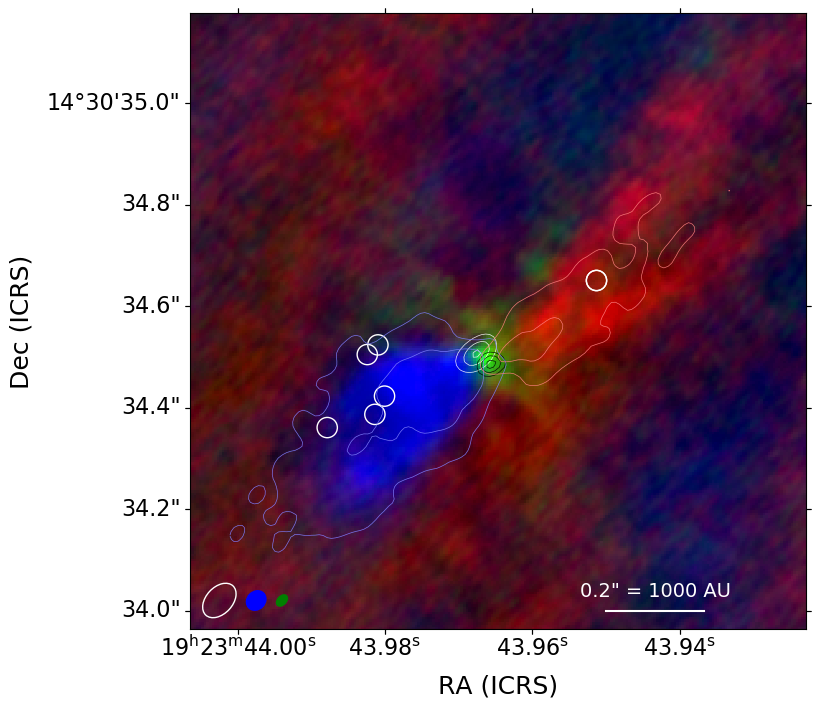 14°30'35.0"
34.8"
34.6"
34.4"
34.2"
34.0"
Dec (ICRS)
0.2" = 1000 AU
19ʰ23ᵐ44.00ˢ 43.98ˢ 43.96ˢ 43.94ˢ
RA (ICRS)